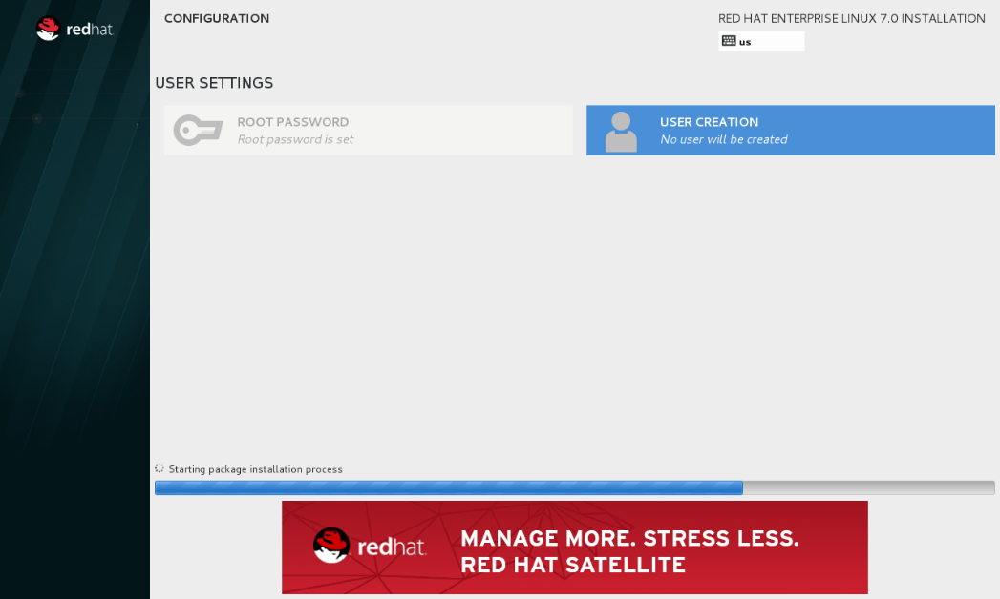 redhat.
CONFIGURATION
RED HAT ENTERPRISE LINUX 7.0 INSTALLATION
us
USER SETTINGS
ROOT PASSWORD
Root password is set
USER CREATION
No user will be created
Starting package installation process
redhat.
MANAGE MORE. STRESS LESS.
RED HAT SATELLITE